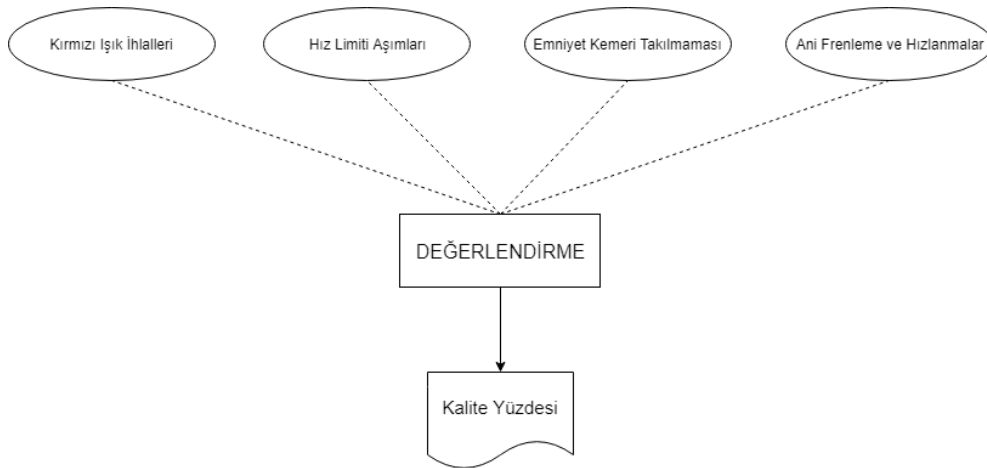 Kırmızı Işık İhlalleri
Hız Limiti Aşımları
Emniyet Kemeri Takılmaması
Ani Frenleme ve Hızlanmalar
DEĞERLENDİRME
Kalite Yüzdesi